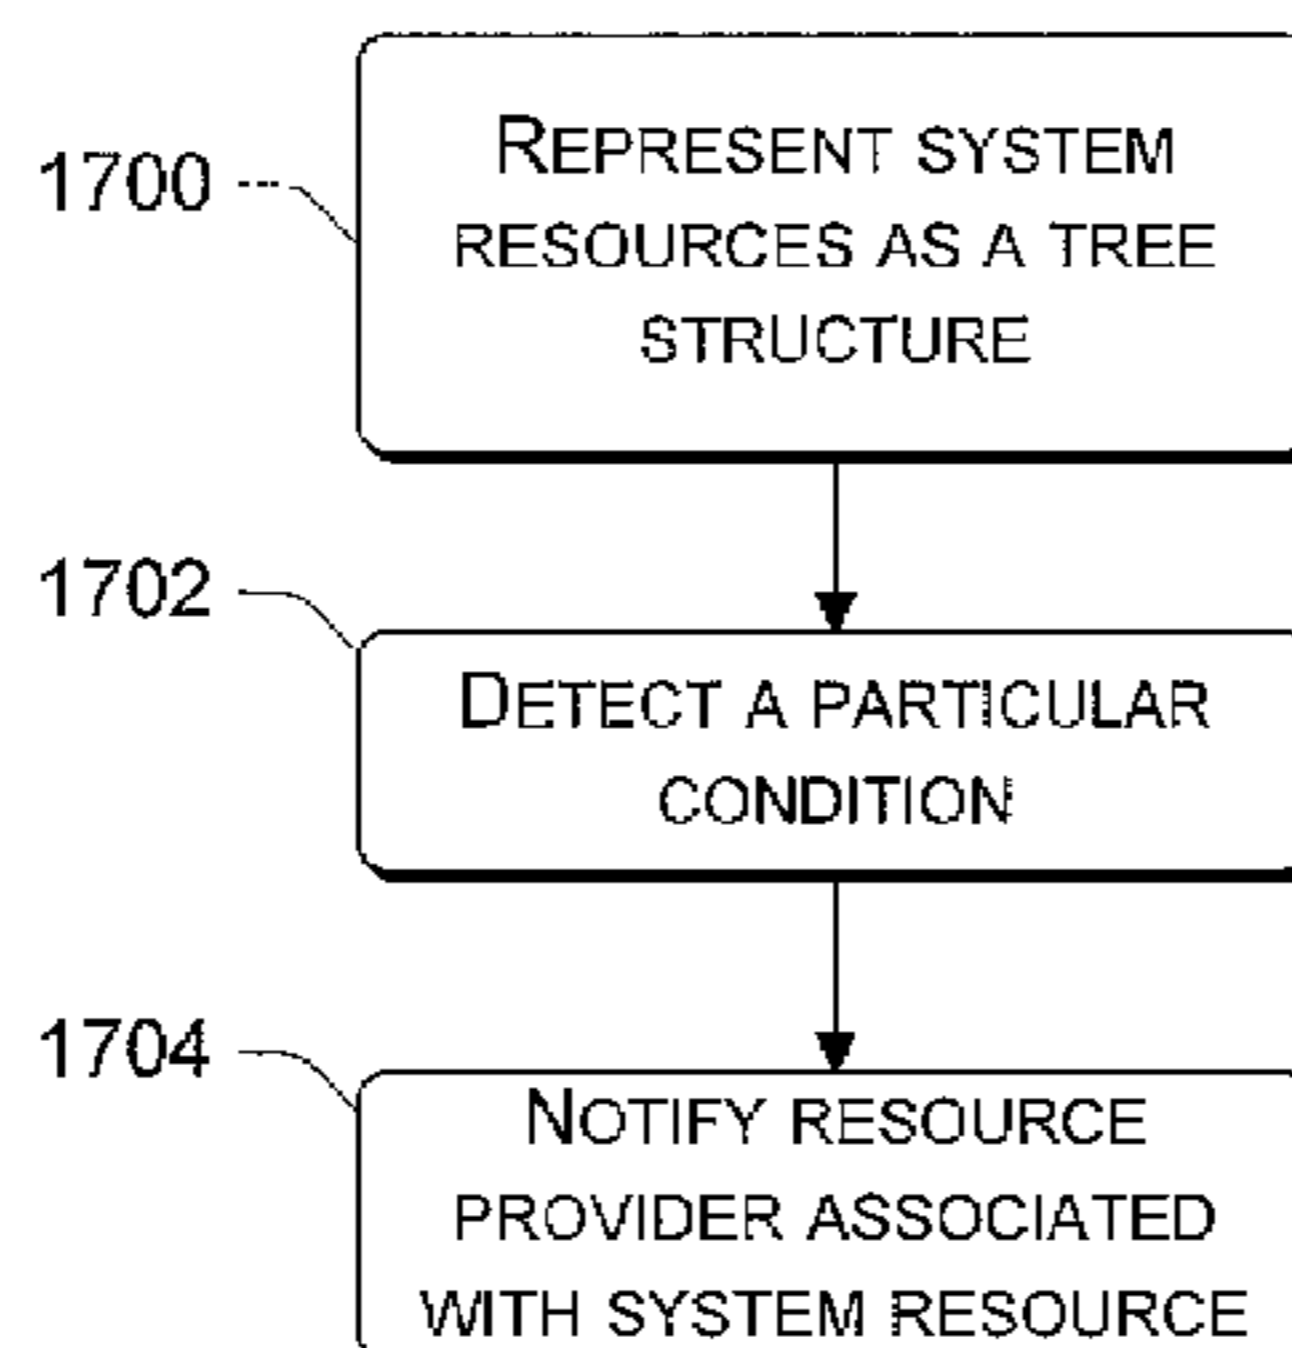 1700
REPRESENT SYSTEM
RESOURCES AS A TREE
STRUCTURE
1702
DETECT A PARTICULAR
CONDITION
1704
NOTIFY RESOURCE
PROVIDER ASSOCIATED
WITH SYSTEM RESOURCE